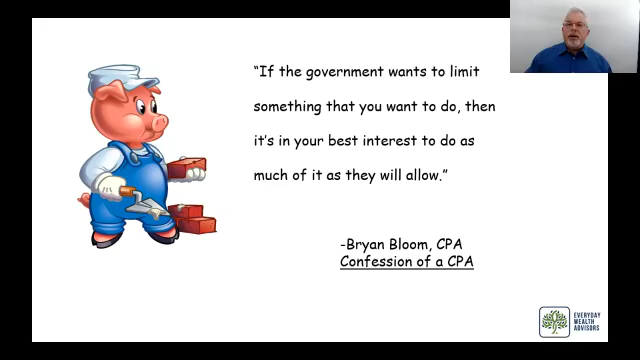 “If the government wants to limit
something that you want to do, then
it’s in your best interest to do as
much of it as they will allow.”
-Bryan Bloom, CPA
Confession of a CPA
EVERYDAY
WEALTH
ADVISORS